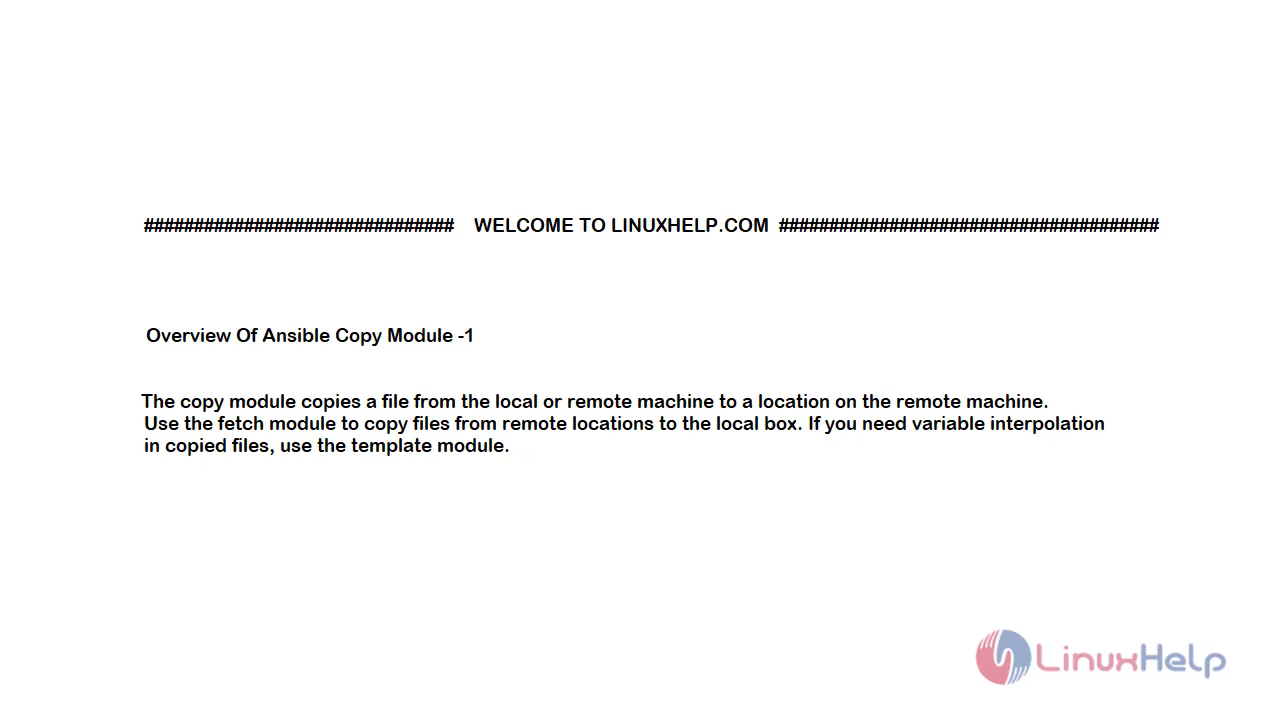 ############################### WELCOME TO LINUXHELP.COM ######################################
Overview Of Ansible Copy Module -1
The copy module copies a file from the local or remote machine to a location on the remote machine.
Use the fetch module to copy files from remote locations to the local box. If you need variable interpolation
in copied files, use the template module.
LinuxHelp